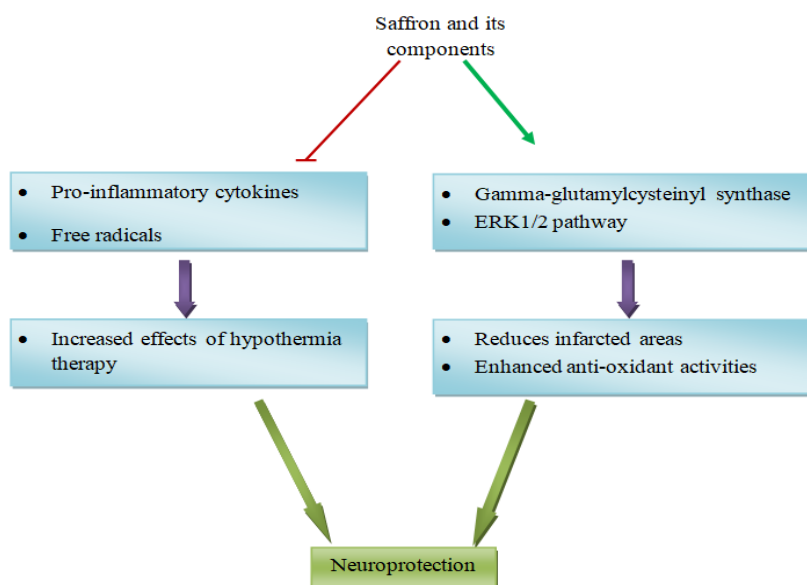 Saffron and its
components
• Pro-inflammatory cytokines
• Free radicals
• Gamma-glutamylcysteinyl synthase
• ERK1/2 pathway
• Increased effects of hypothermia
therapy
• Reduces infarcted areas
• Enhanced anti-oxidant activities
Neuroprotection